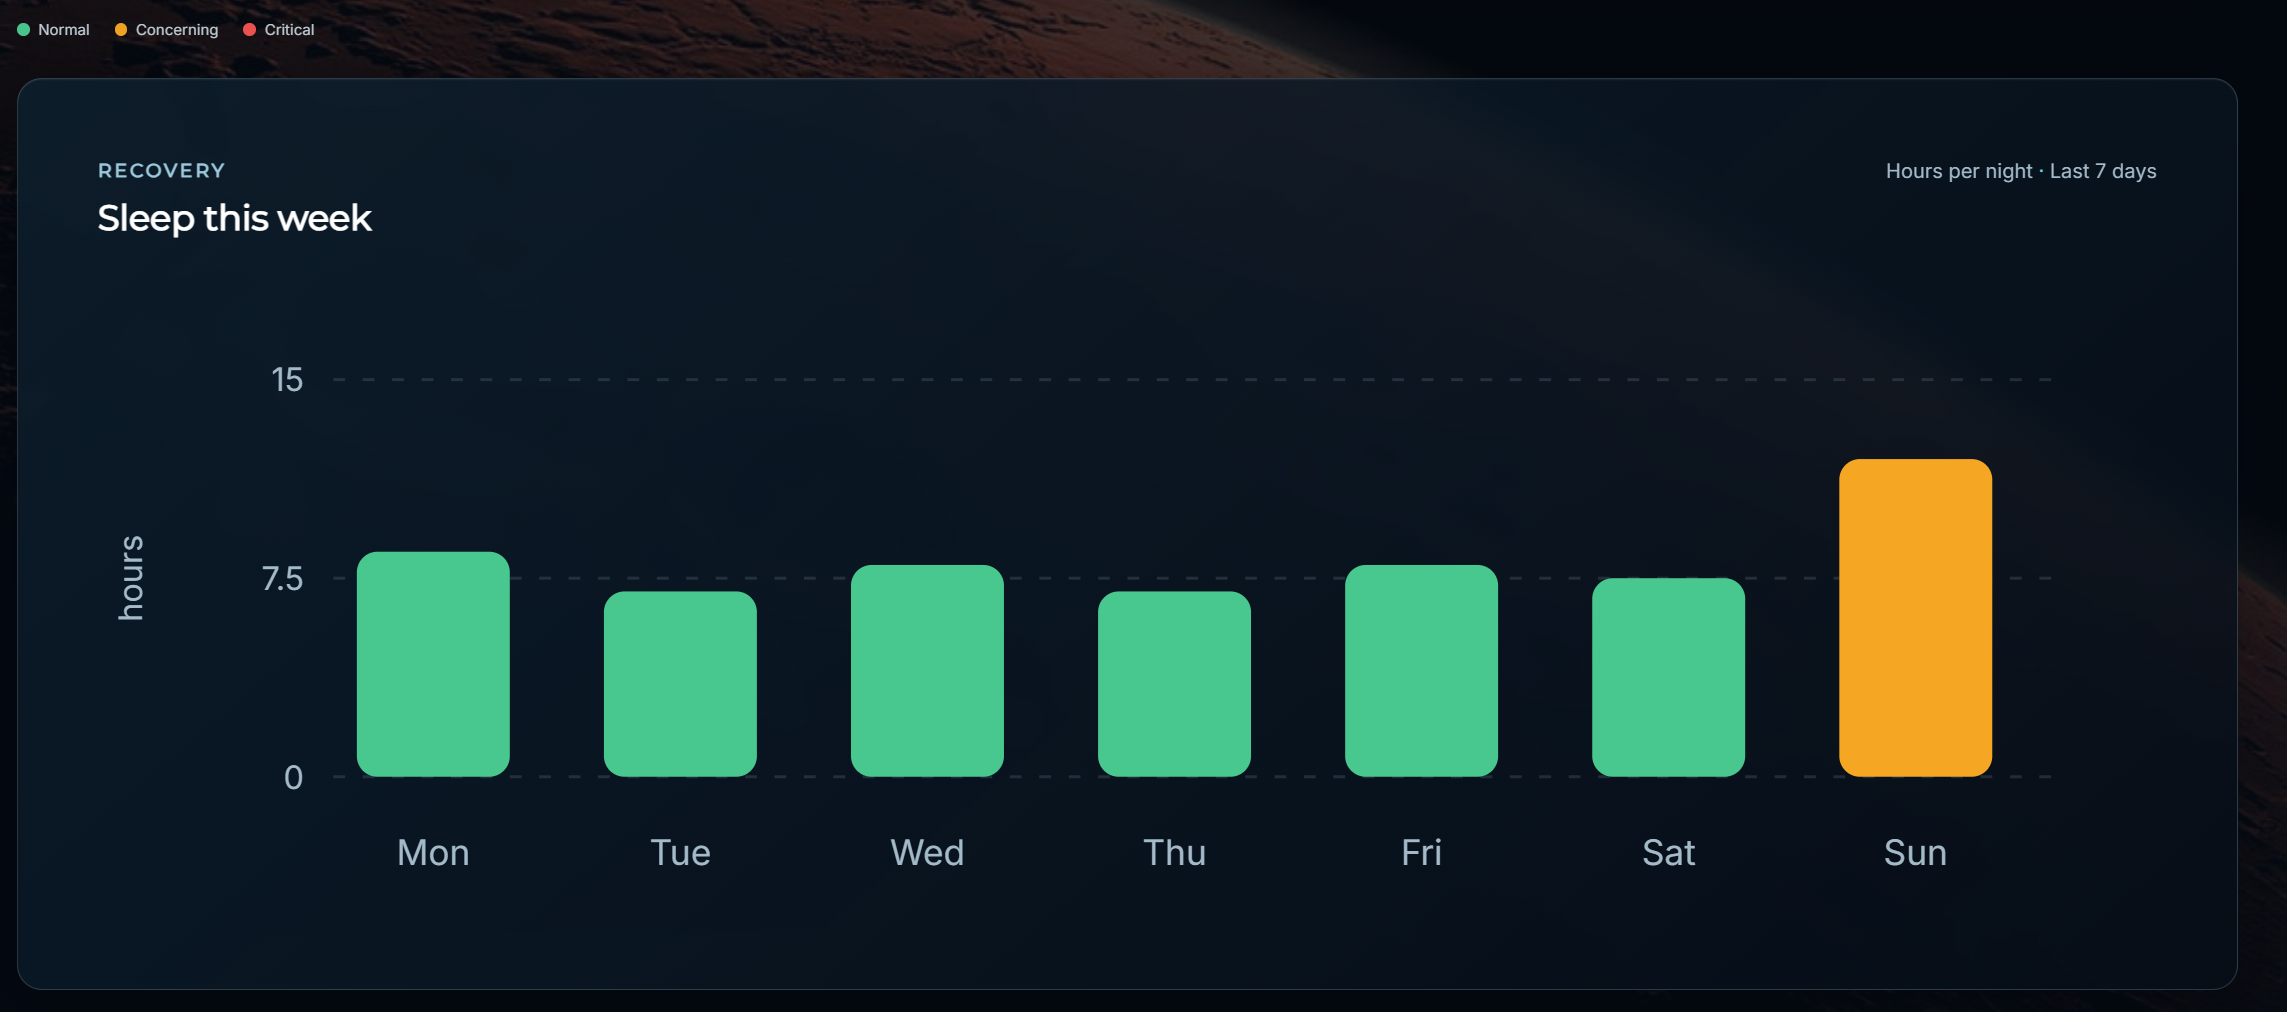 Normal Concerning Critical
RECOVERY
Hours per night · Last 7 days
Sleep this week
15
7.5
0
hours
Mon Tue Wed Thu Fri Sat Sun